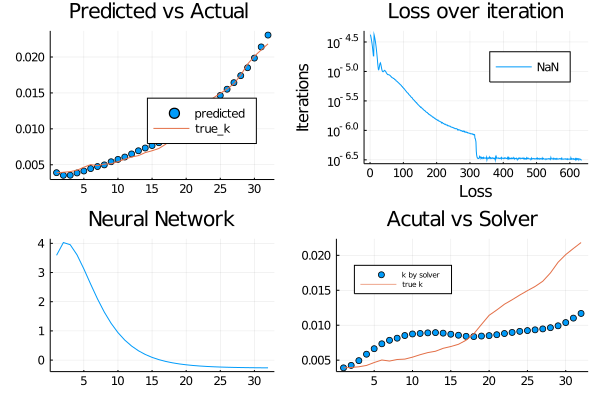 Predicted vs Actual
0.020
0.015
0.010
0.005
predicted
true_k
5 10 15 20 25 30
Loss over iteration
10^-4.5
10^-5.0
10^-5.5
10^-6.0
10^-6.5
Iterations
NaN
0 100 200 300 400 500 600
Loss
Neural Network
4
3
2
1
0
5 10 15 20 25 30
Acutal vs Solver
0.020
0.015
0.010
0.005
k by solver
true k
5 10 15 20 25 30